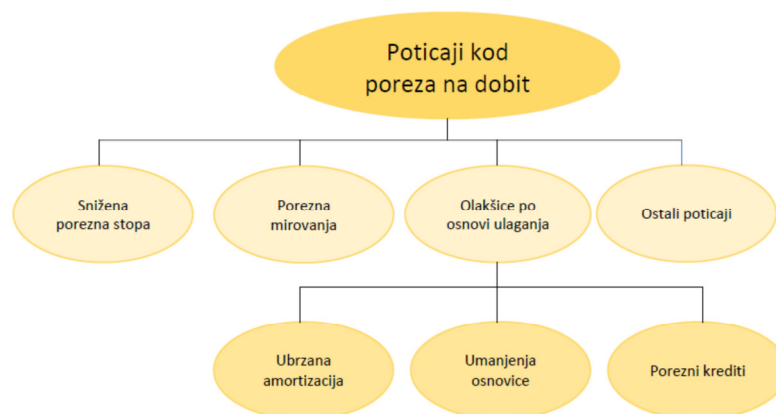 Poticaji kod
poreza na dobit
Snižena
porezna stopa
Porezna
mirovanja
Olakšice po
osnovi ulaganja
Ostali poticaji
Ubrzana
amortizacija
Umanjenja
osnovice
Porezni krediti